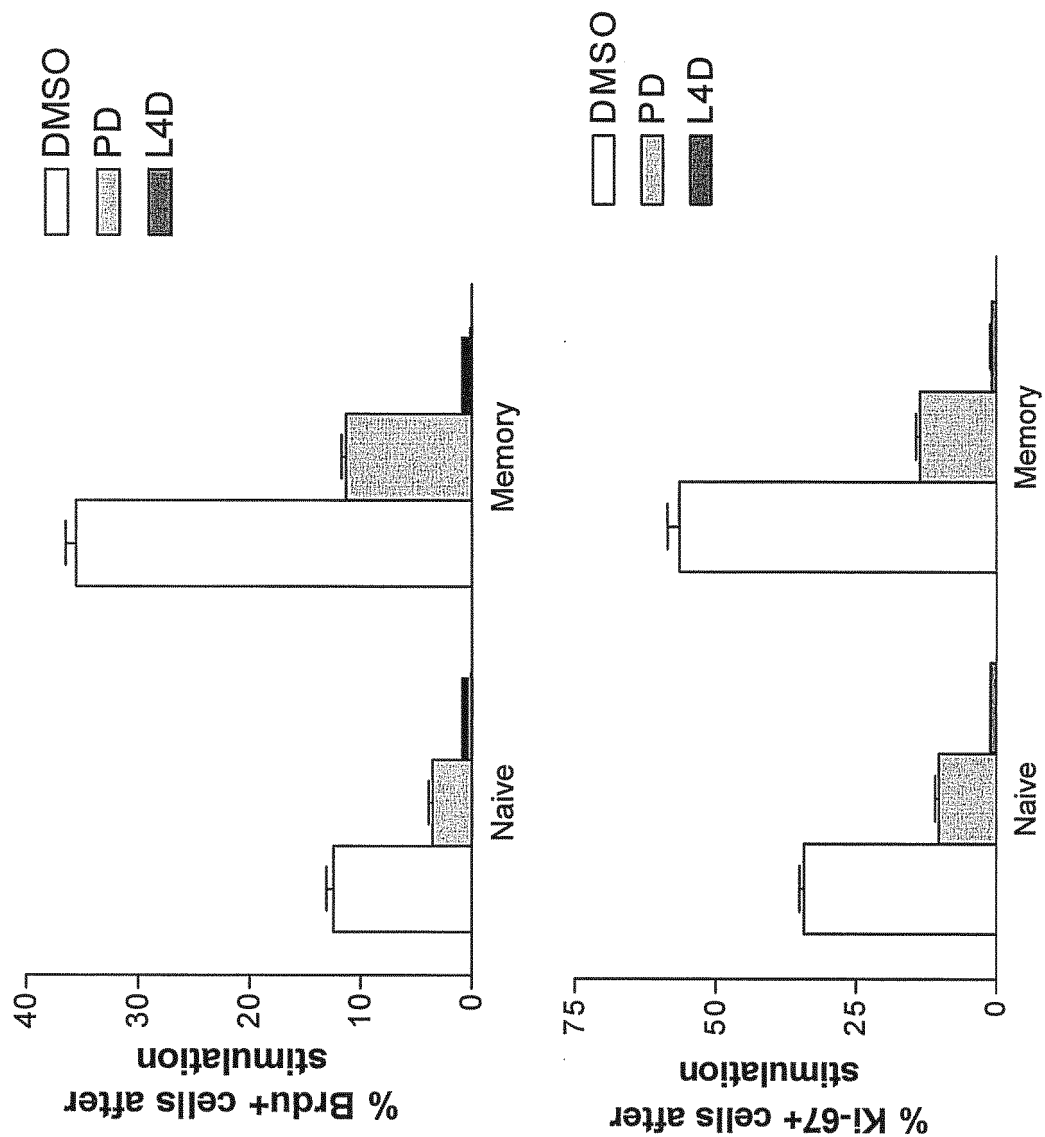 % Brdu+ cells after
stimulation
40
30
20
10
0
Naive
Memory
DMSO
PD
L4D
% Ki-67+ cells after
stimulation
75
50
25
0
Naive
Memory
DMSO
PD
L4D